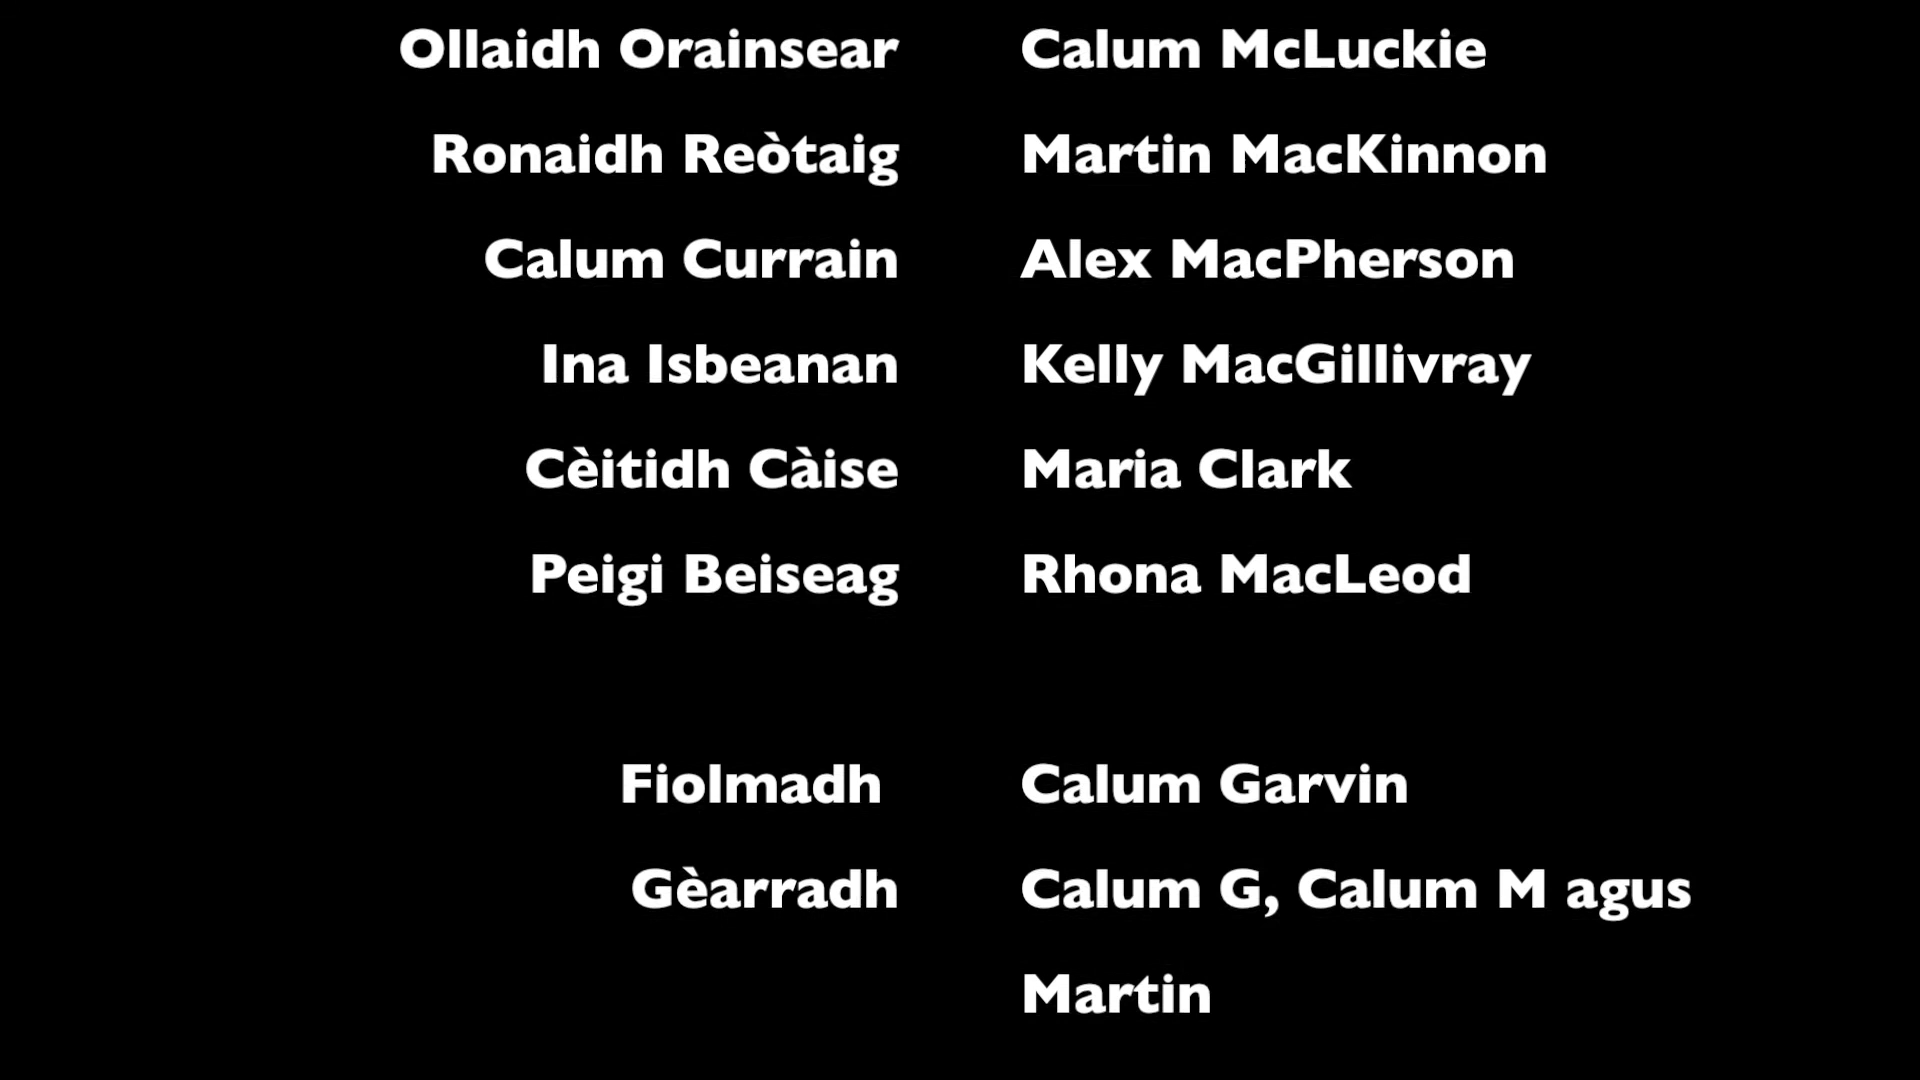 Ollaidh Orainsear Calum McLuckie
Ronaidh Reòtaig Martin MacKinnon
Calum Currain Alex MacPherson
Ina Isbeanan Kelly MacGillivray
Cèitidh Càise Maria Clark
Peigi Beiseag Rhona MacLeod
Fiolmadh Calum Garvin
Gèarradh Calum G, Calum M agus
Martin